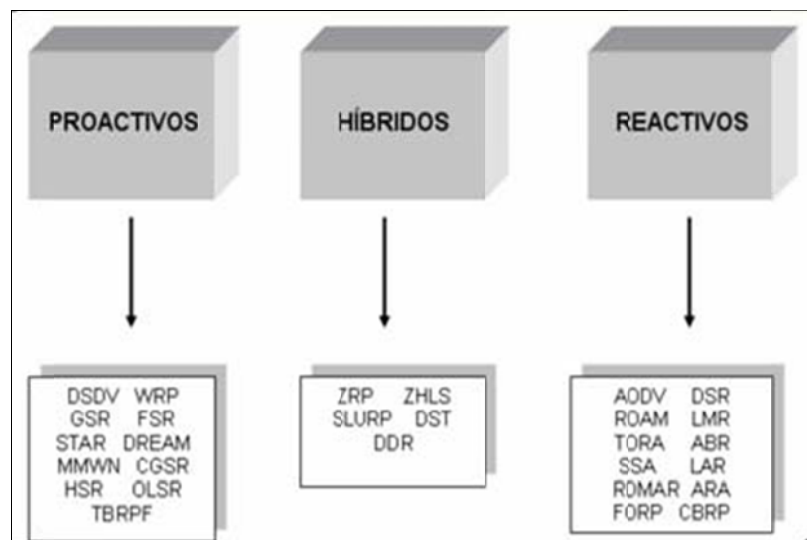 PROACTIVOS
HÍBRIDOS
REACTIVOS
DSDV WRP
GSR FSR
STAR DREAM
MMWN CGSR
HSR OLSR
TBRPF
ZRP ZHLS
SLURP DST
DDR
AODV DSR
ROAM LMR
TORA ABR
SSA LAR
RDMAR ARA
FORP CBRP